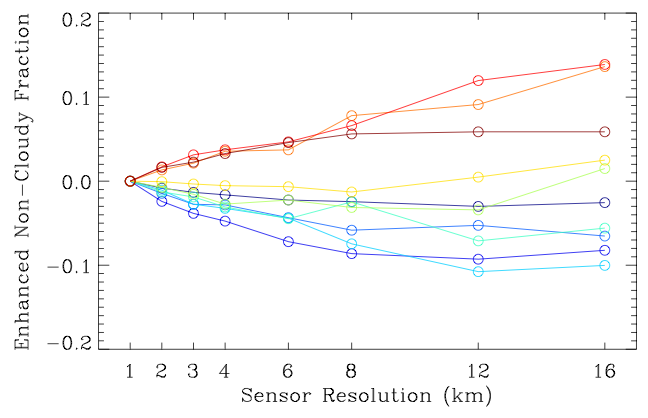 Enhanced Non-Cloudy Fraction
0.2
0.1
0.0
-0.1
-0.2
1 2 3 4 6 8 12 16
Sensor Resolution (km)